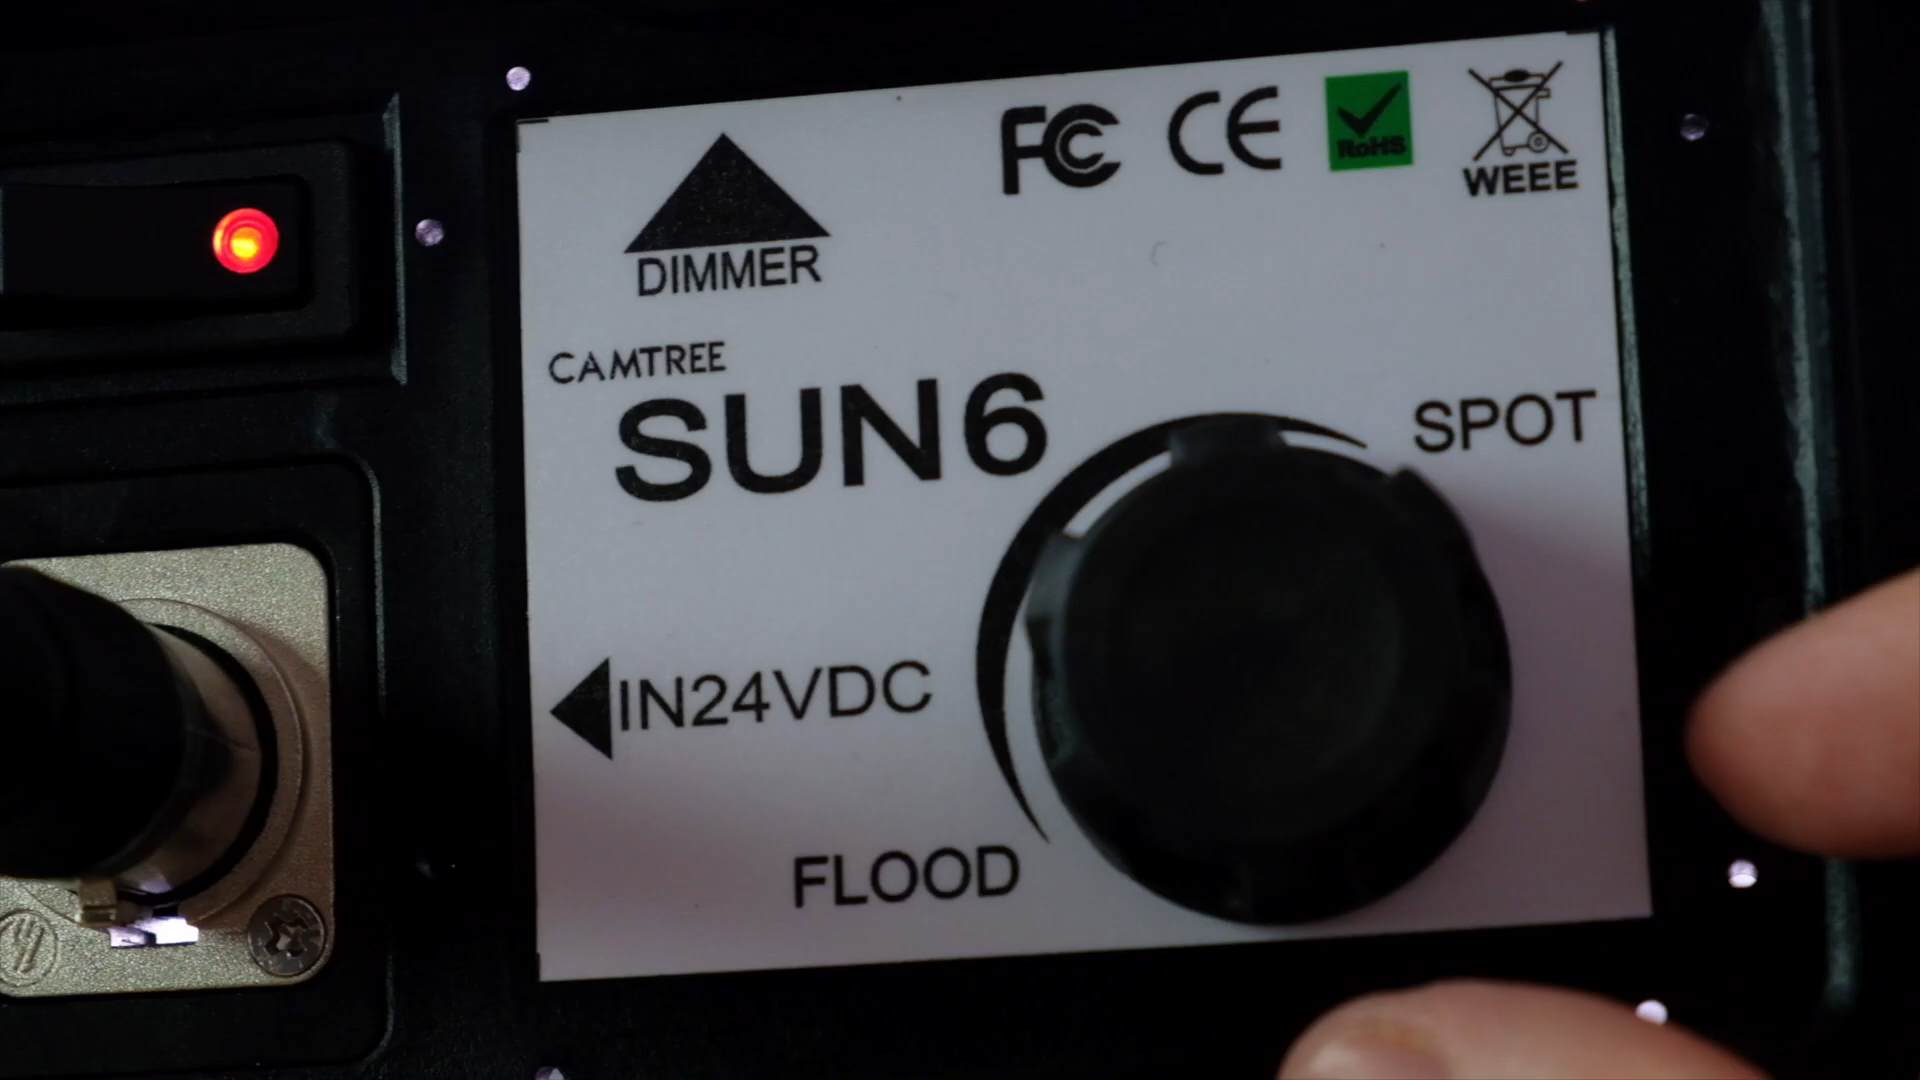 FC CE RoHS WEEE
DIMMER
CAMTREE
SUN6
SPOT
IN24VDC
FLOOD